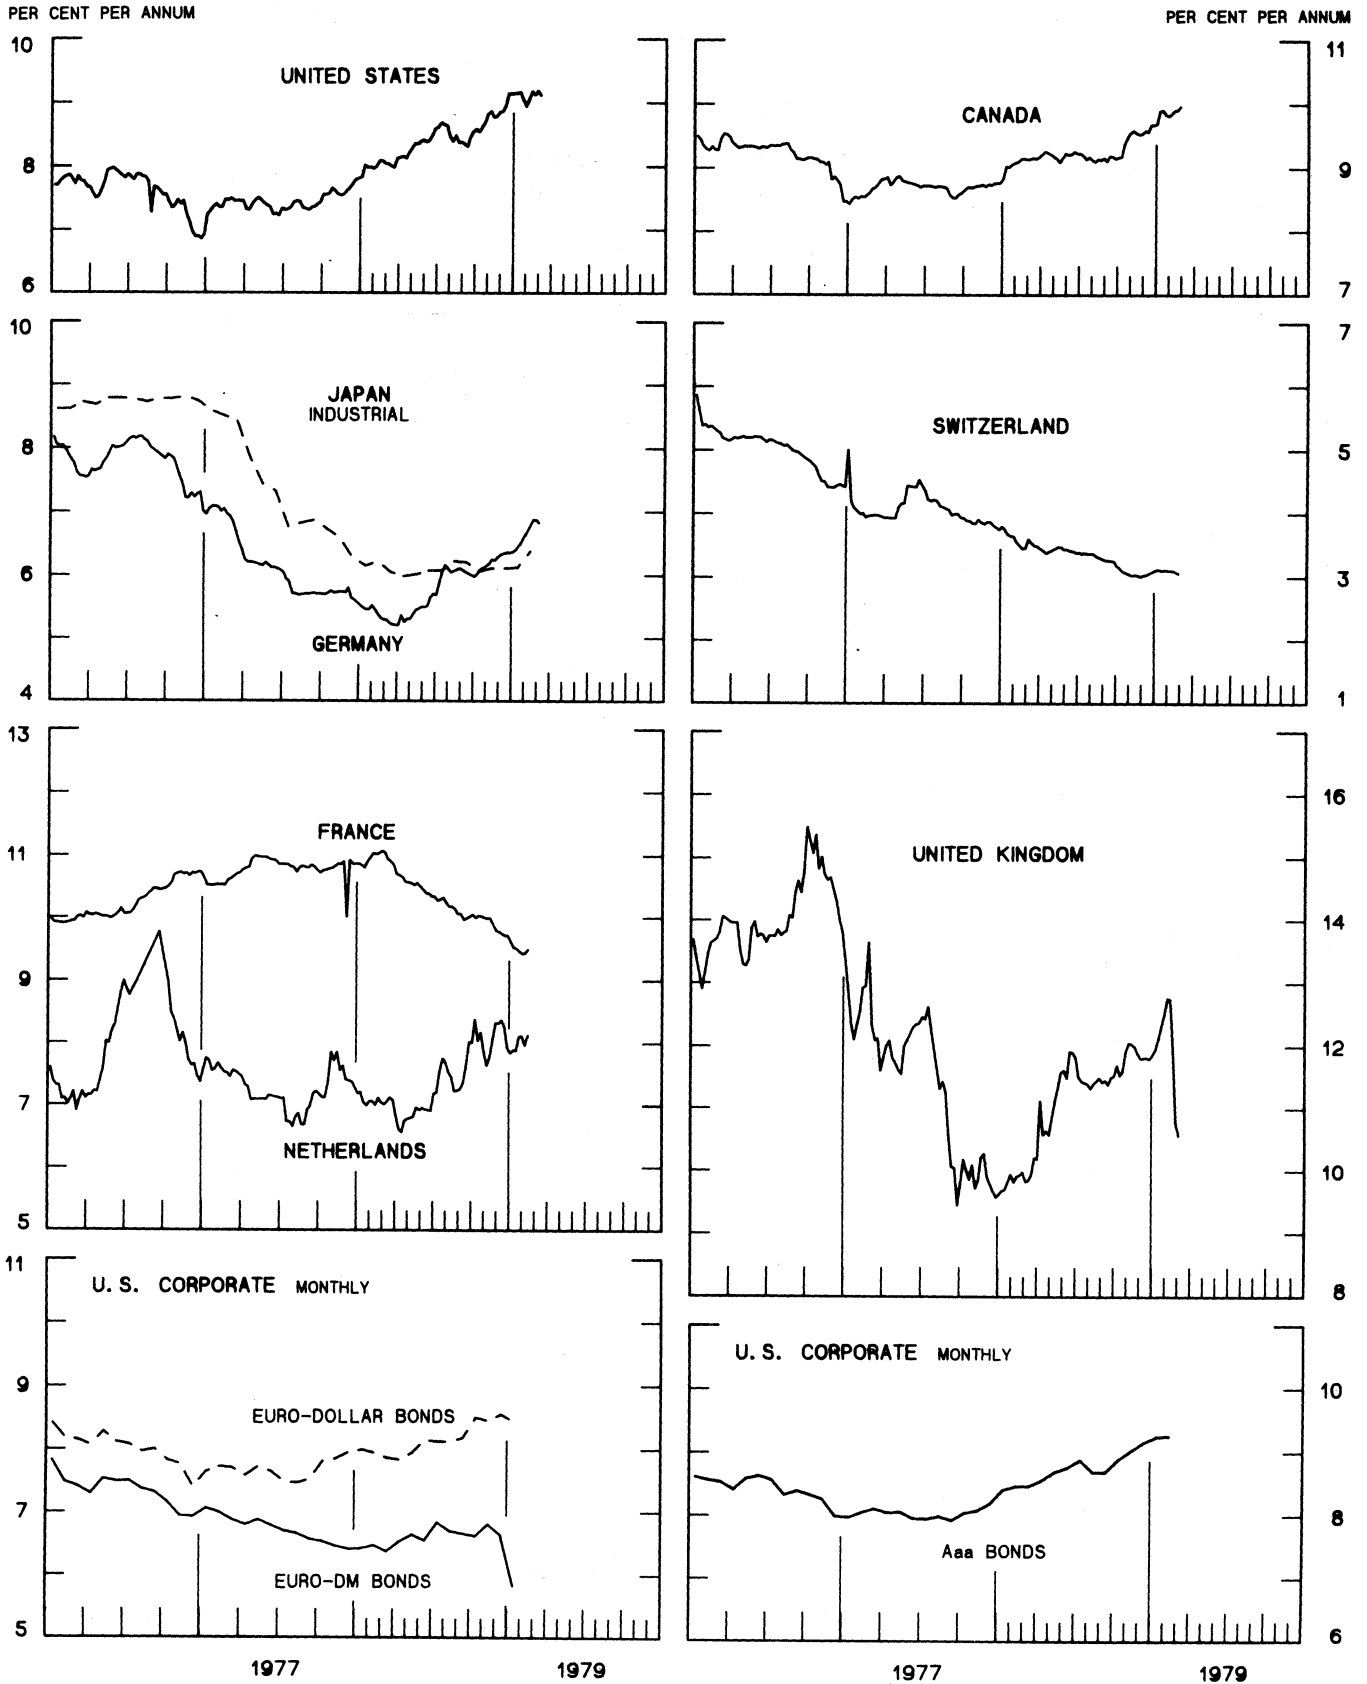 PER CENT PER ANNUM
PER CENT PER ANNUM
10
UNITED STATES
8
6
CANADA
11
9
7
10
JAPAN
INDUSTRIAL
8
6
GERMANY
4
7
SWITZERLAND
5
3
1
13
FRANCE
11
9
7
NETHERLANDS
5
16
UNITED KINGDOM
14
12
10
8
11
U.S. CORPORATE MONTHLY
9
EURO-DOLLAR BONDS
7
EURO-DM BONDS
5
U.S. CORPORATE MONTHLY
10
8
Aaa BONDS
6
1977
1979
1977
1979